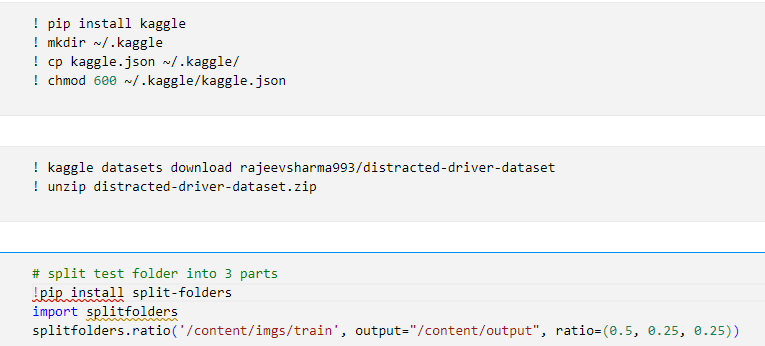 ! pip install kaggle
! mkdir ~/.kaggle
! cp kaggle.json ~/.kaggle/
! chmod 600 ~/.kaggle/kaggle.json
! kaggle datasets download rajeevsharma993/distracted-driver-dataset
! unzip distracted-driver-dataset.zip
# split test folder into 3 parts
!pip install split-folders
import splitfolders
splitfolders.ratio('/content/imgs/train', output="/content/output", ratio=(0.5, 0.25, 0.25))